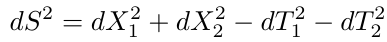 $dS^2 = dX_1^2 + dX_2^2 - dT_1^2 - dT_2^2$